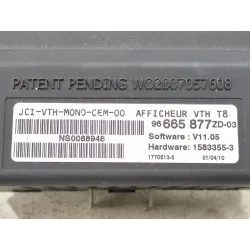 PATENT PENDING WO2007057608
JCI-VTH-MONO-CEM-00 AFFICHEUR VTH T8
96 665 877ZD-03
Software : V11.05
NS0088946 Hardware : 1583355-3
1770513-5 01/04/10